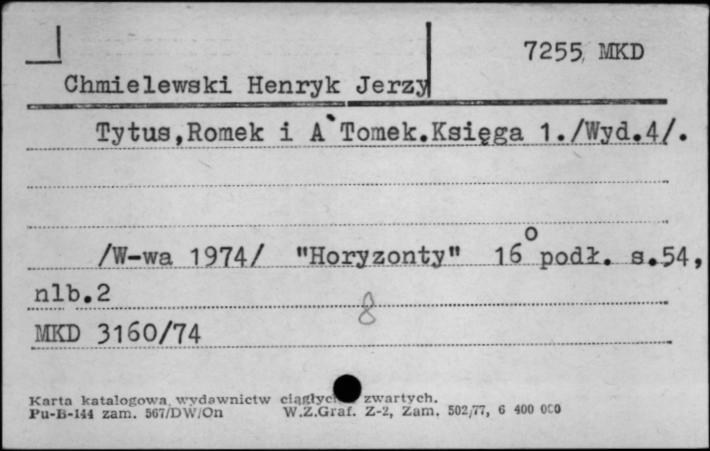 7255 MKD
Chmielewski Henryk Jerzy
Tytus,Romek i A`Tomek.Księga 1./Wyd.4/.
/W-wa 1974/ "Horyzonty" 16° podł. s.54,
nlb.2
8
MKD 3160/74
Karta katalogowa wydawnictw ciągłych zwartych.
Pu-B-144 zam. 567/DW/On W.Z.Graf. Z-2, Zam. 502/77, 6 400 000